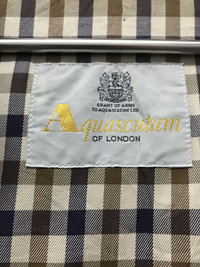 GRANT OF ARMS
TO AQUASCUTUM LTD
Aquascutum
OF LONDON